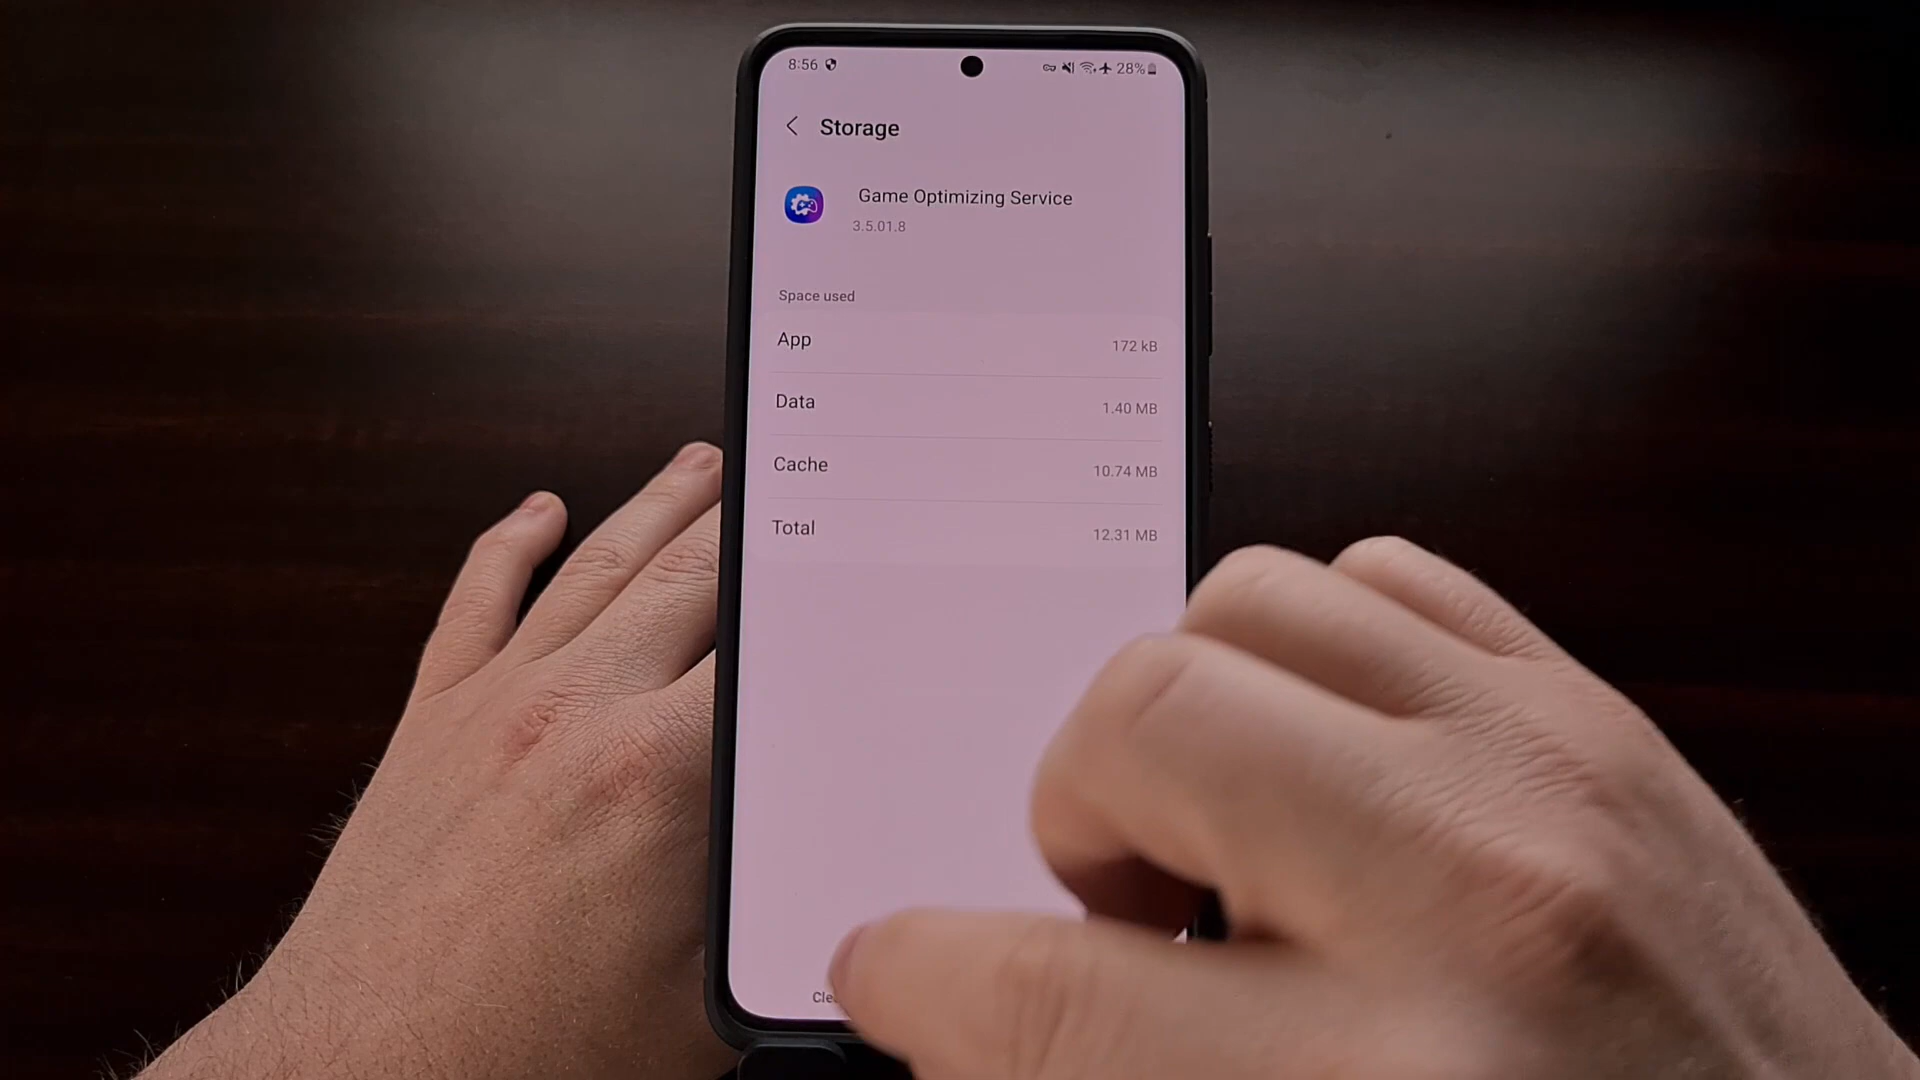 8:56 28%
Storage
Game Optimizing Service
3.5.01.8
Space used
App 172 kB
Data 1.40 MB
Cache 10.74 MB
Total 12.31 MB